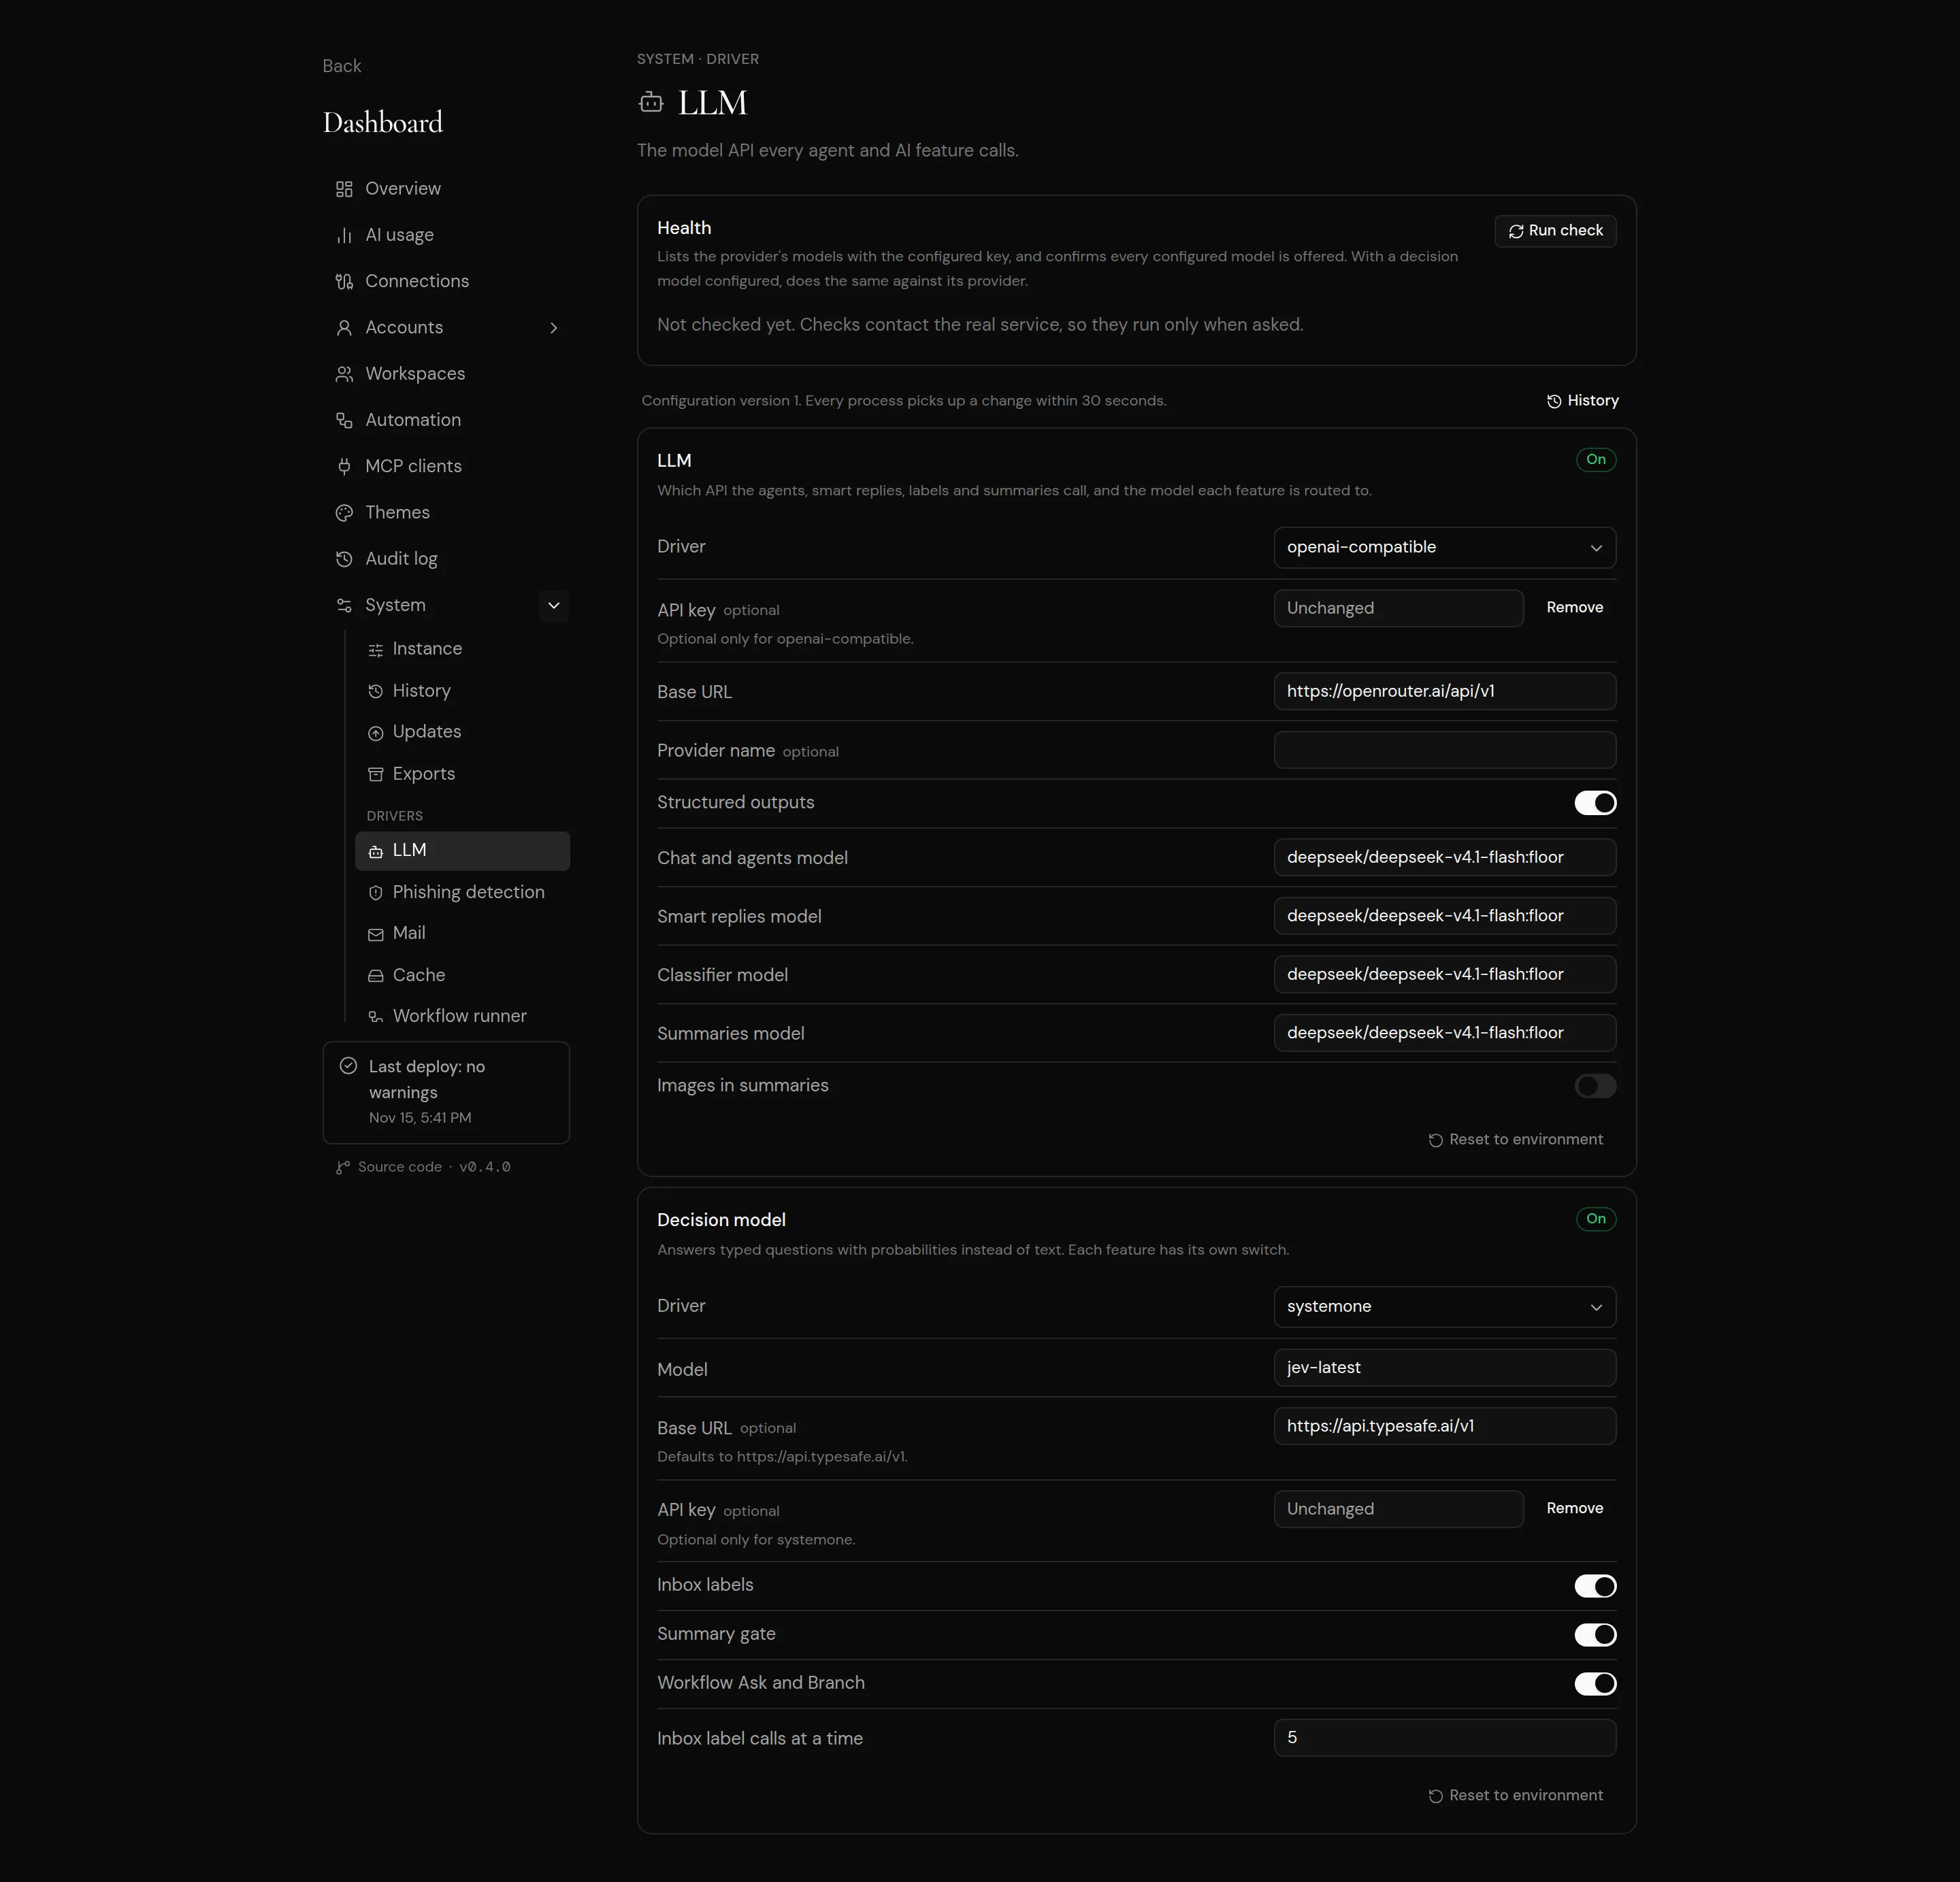 Back
Dashboard
Overview
AI usage
Connections
Accounts
Workspaces
Automation
MCP clients
Themes
Audit log
System
Instance
History
Updates
Exports
DRIVERS
LLM
Phishing detection
Mail
Cache
Workflow runner
Last deploy: no
warnings
Nov 15, 5:41 PM
Source code · v0.4.0
SYSTEM · DRIVER
LLM
The model API every agent and AI feature calls.
Health
Run check
Lists the provider's models with the configured key, and confirms every configured model is offered. With a decision
model configured, does the same against its provider.
Not checked yet. Checks contact the real service, so they run only when asked.
Configuration version 1. Every process picks up a change within 30 seconds.
History
LLM
On
Which API the agents, smart replies, labels and summaries call, and the model each feature is routed to.
Driver
openai-compatible
API key optional
Unchanged
Remove
Optional only for openai-compatible.
Base URL
https://openrouter.ai/api/v1
Provider name optional
Structured outputs
Chat and agents model
deepseek/deepseek-v4.1-flash:floor
Smart replies model
deepseek/deepseek-v4.1-flash:floor
Classifier model
deepseek/deepseek-v4.1-flash:floor
Summaries model
deepseek/deepseek-v4.1-flash:floor
Images in summaries
Reset to environment
Decision model
On
Answers typed questions with probabilities instead of text. Each feature has its own switch.
Driver
systemone
Model
jev-latest
Base URL optional
https://api.typesafe.ai/v1
Defaults to https://api.typesafe.ai/v1.
API key optional
Unchanged
Remove
Optional only for systemone.
Inbox labels
Summary gate
Workflow Ask and Branch
Inbox label calls at a time
5
Reset to environment